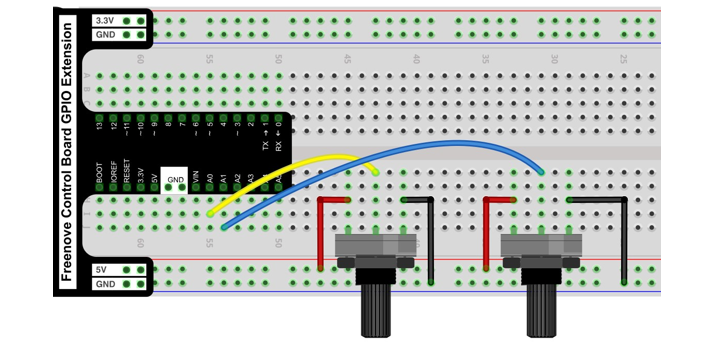 Freenove Control Board GPIO Extension
3.3V
GND
60 55 50 45 40 35 30 25
A
B
C
13 12 ~11 ~10 ~9 8 7 ~6 ~5 4 ~3 2 TX → 1 RX ← 0
BOOT IOREF RESET 3.3V 5V GND VIN A0 A1 A2 A3
I
J
60 55 50 40
5V
GND